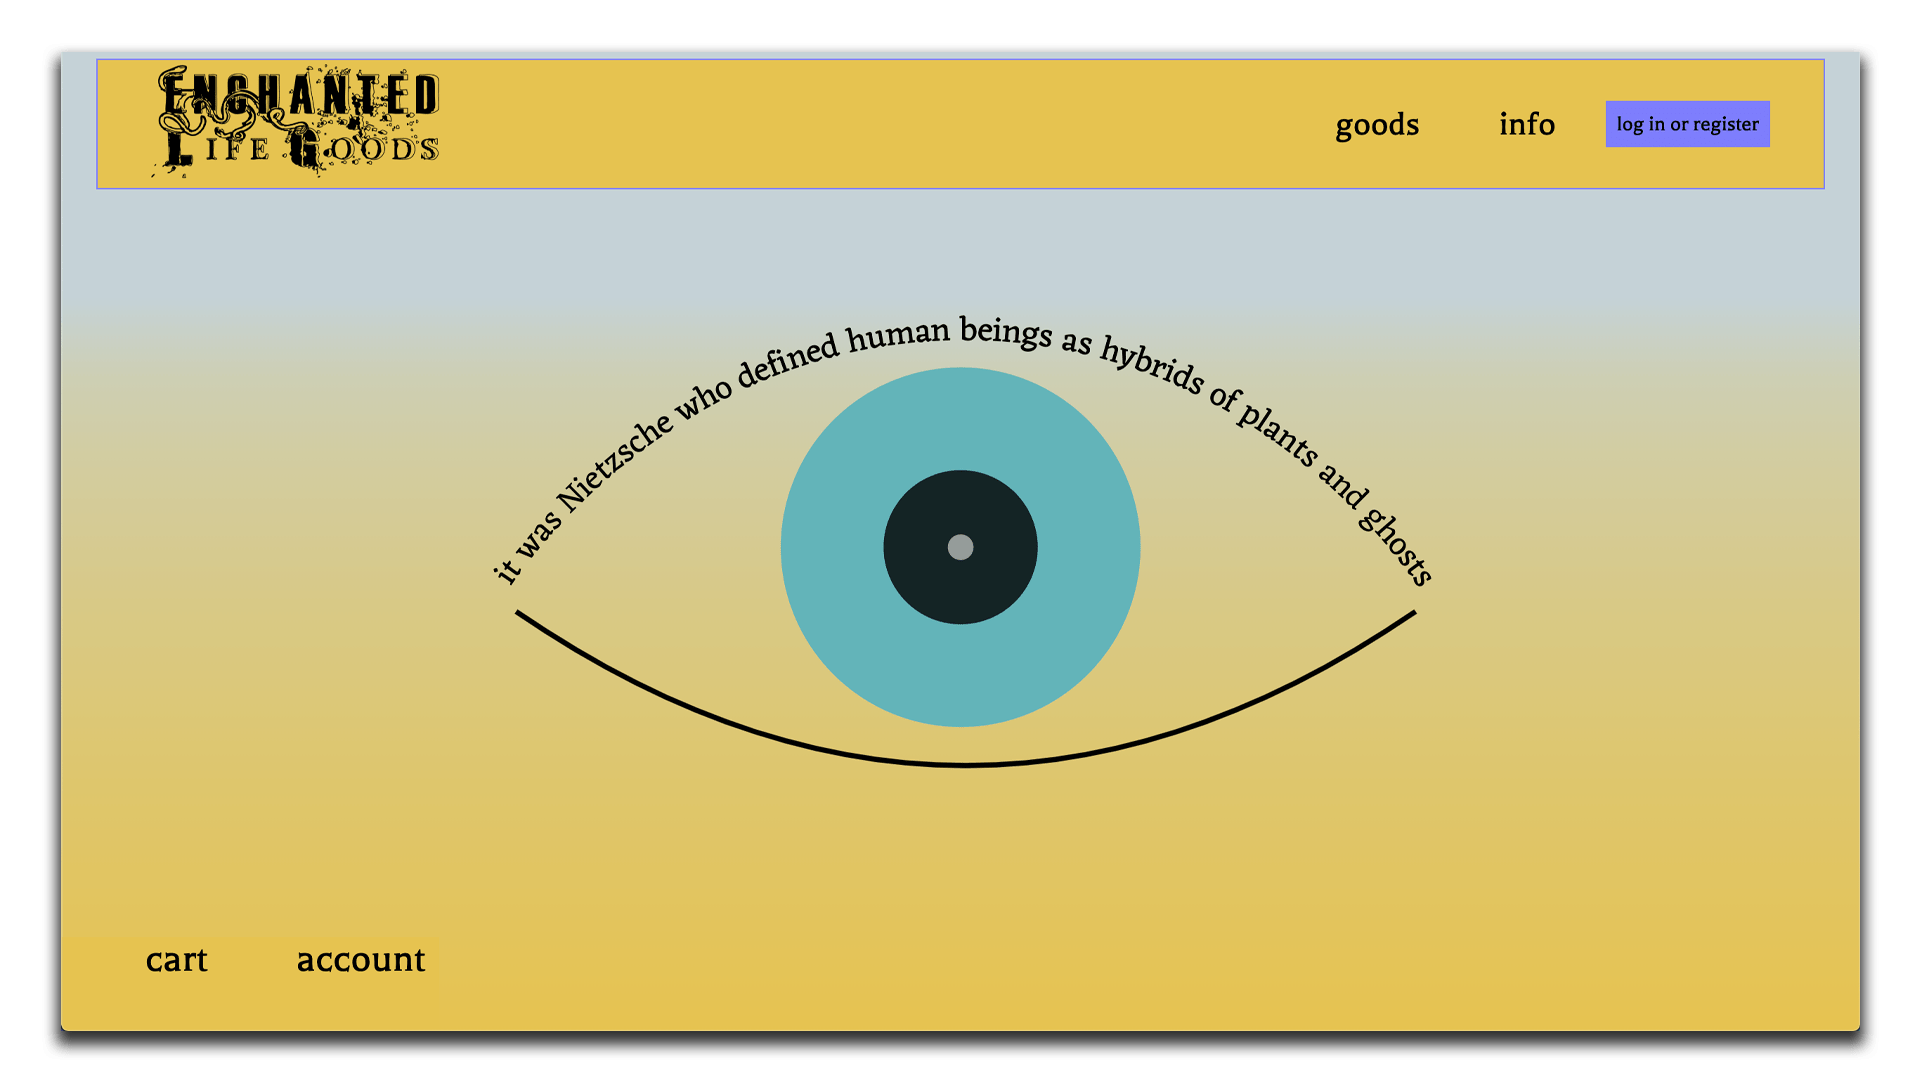 ENCHANTED
LIFE GOODS
goods
info
log in or register
it was Nietzsche who defined human beings as hybrids of plants and ghosts
cart
account